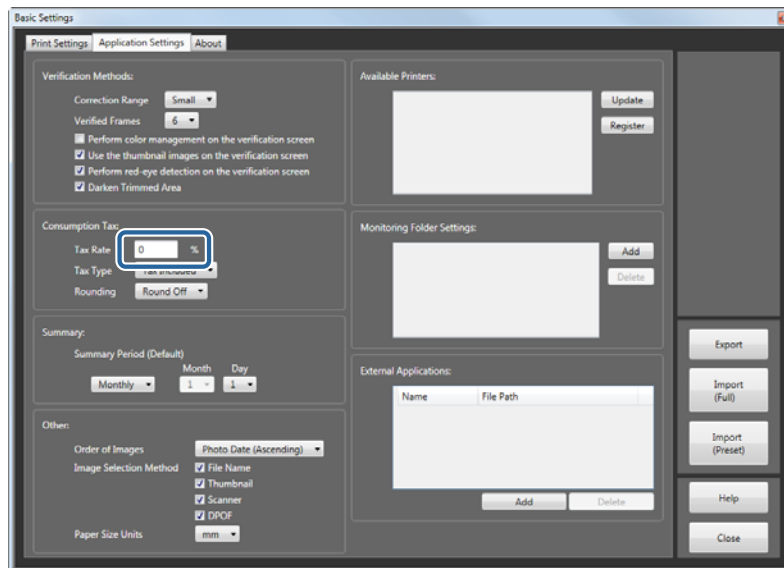 Basic Settings
Print Settings Application Settings About
Verification Methods:
Correction Range Small
Verified Frames 6
Perform color management on the verification screen
Use the thumbnail images on the verification screen
Perform red-eye detection on the verification screen
Darken Trimmed Area
Consumption Tax:
Tax Rate 0 %
Tax Type Tax Included
Rounding Round Off
Summary:
Summary Period (Default)
Month Day
Monthly 1 1
Other:
Order of Images Photo Date (Ascending)
Image Selection Method File Name
Thumbnail
Scanner
DPOF
Paper Size Units mm
Available Printers:
Update
Register
Monitoring Folder Settings:
Add
Delete
External Applications:
Name File Path
Add Delete
Export
Import
(Full)
Import
(Preset)
Help
Close